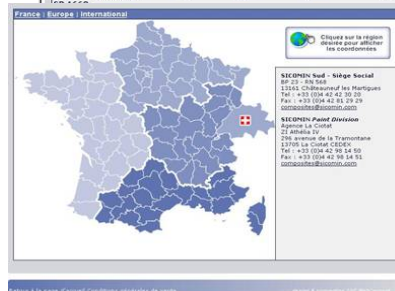 France | Europe | International
Cliquez sur la région
désirée pour afficher
les coordonnées
SICOMIN Sud - Siège Social
BP 23 - RN 568
13161 Châteauneuf les Martigues
Tel : +33 (0)4 42 42 30 20
Fax : +33 (0)4 42 81 29 29
composites@sicomin.com
SICOMIN Paint Division
Agence La Ciotat
ZI Athélia IV
296 avenue de la Tramontane
13705 La Ciotat CEDEX
Tel : +33 (0)4 42 98 14 50
Fax : +33 (0)4 42 98 14 51
composites@sicomin.com